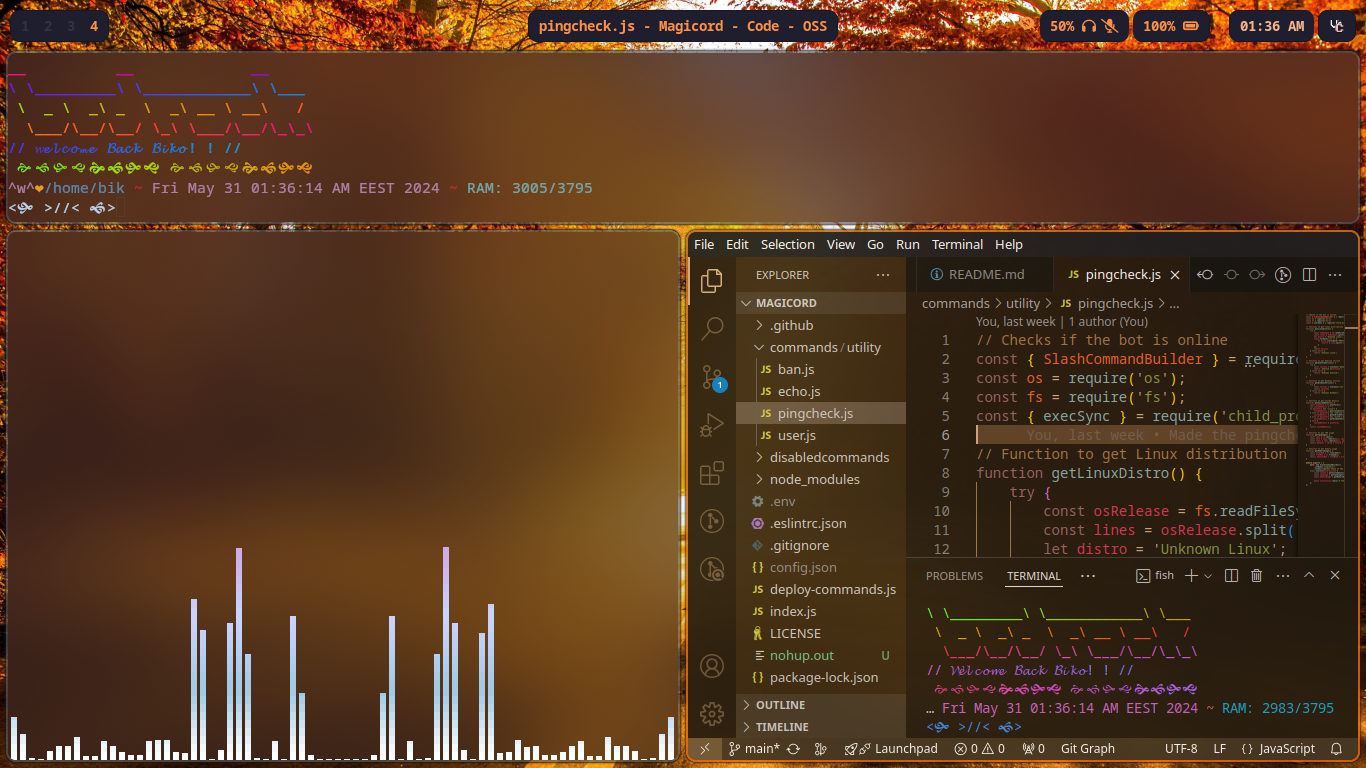 1 2 3 4
pingcheck.js - Magicord - Code - OSS
50%
100%
01:36 AM
// welcome Back Biko! ! //
^w^❤/home/bik ~ Fri May 31 01:36:14 AM EEST 2024 ~ RAM: 3005/3795
File Edit Selection View Go Run Terminal Help
EXPLORER ···
MAGICORD
.github
commands / utility
JS ban.js
JS echo.js
JS pingcheck.js
JS user.js
disabledcommands
node_modules
.env
.eslintrc.json
.gitignore
{} config.json
JS deploy-commands.js
JS index.js
LICENSE
nohup.out U
{} package-lock.json
OUTLINE
TIMELINE
README.md
JS pingcheck.js
commands > utility > JS pingcheck.js > ...
You, last week | 1 author (You)
1 // Checks if the bot is online
2 const { SlashCommandBuilder } = require
3 const os = require('os');
4 const fs = require('fs');
5 const { execSync } = require('child_pro
6 You, last week • Made the pingch
7 // Function to get Linux distribution
8 function getLinuxDistro() {
9 try {
10 const osRelease = fs.readFileSy
11 const lines = osRelease.split(
12 let distro = 'Unknown Linux';
PROBLEMS TERMINAL ··· fish
// Welcome Back Biko! ! //
… Fri May 31 01:36:14 AM EEST 2024 ~ RAM: 2983/3795
main* Launchpad 0 0 0 Git Graph UTF-8 LF {} JavaScript
1